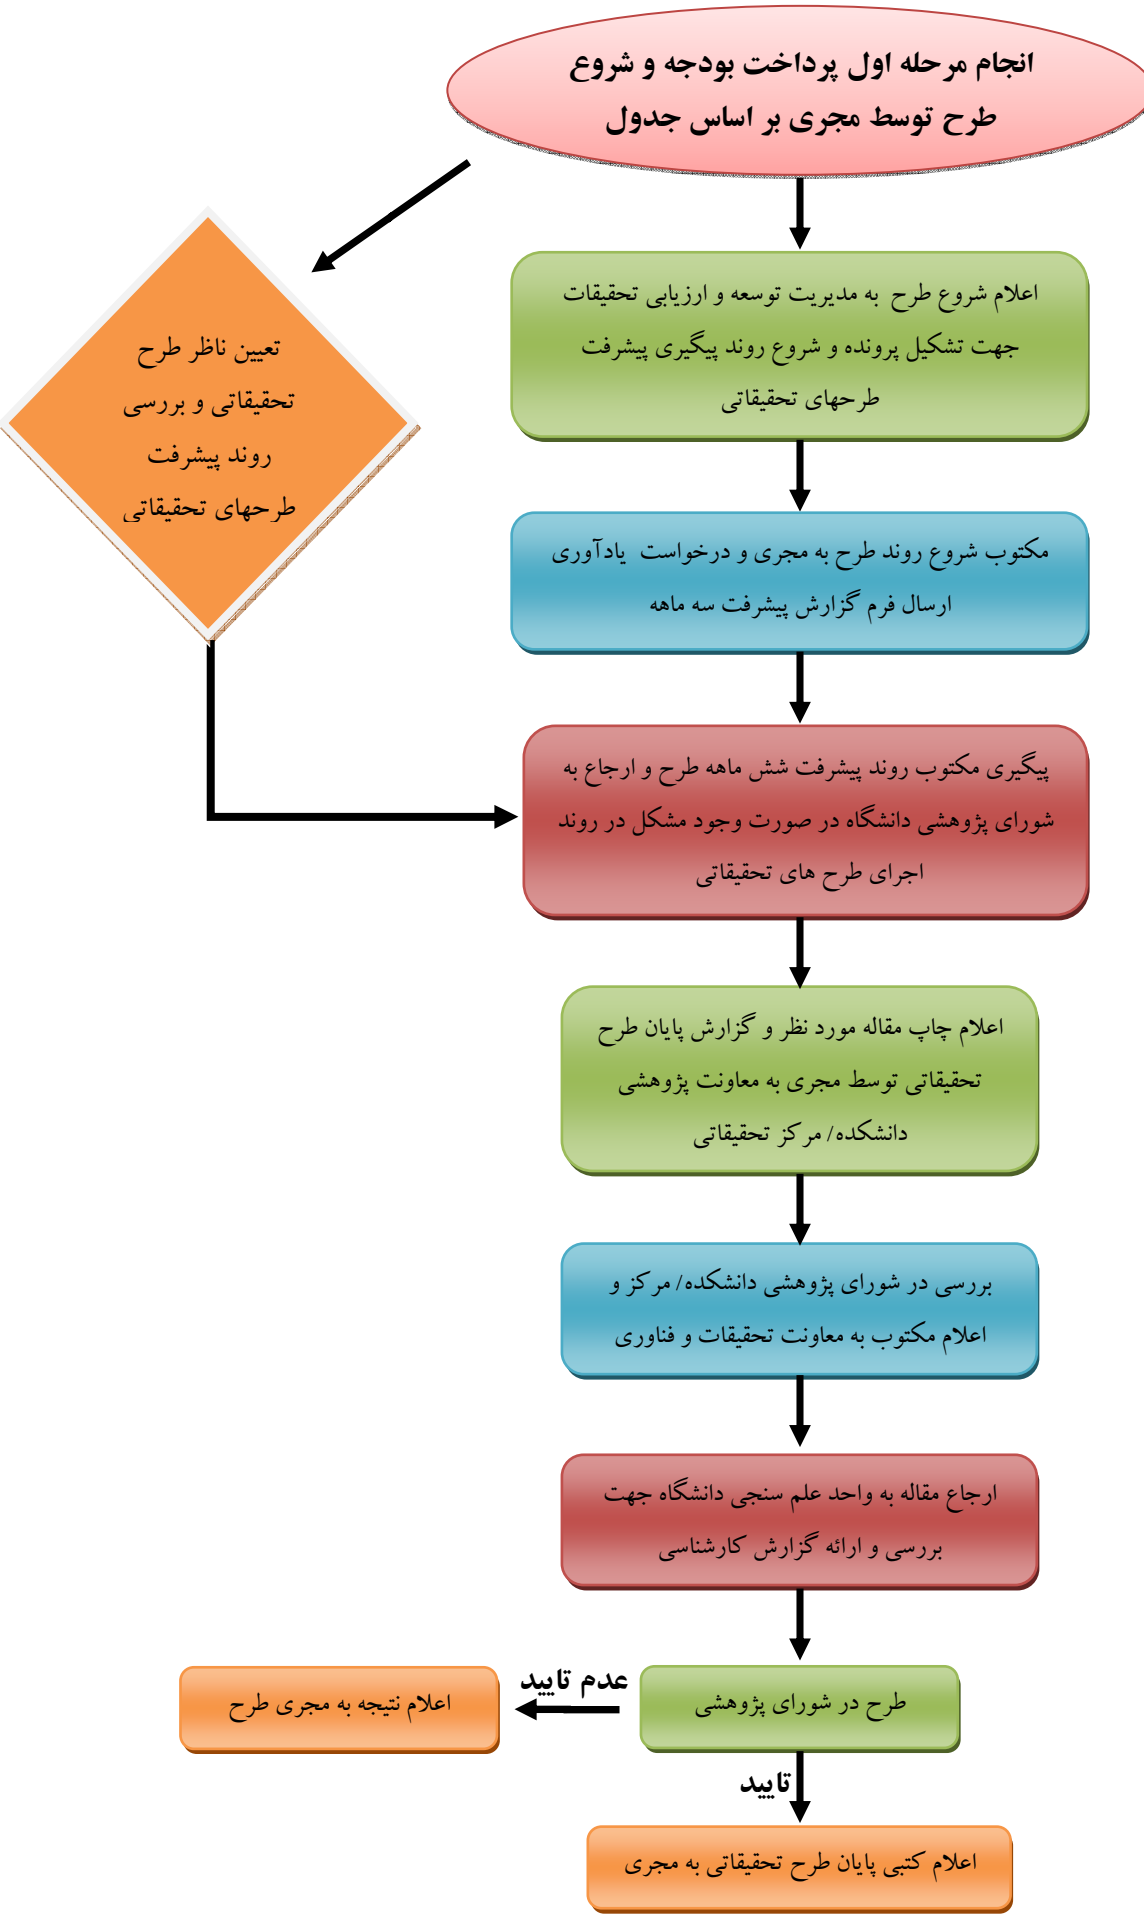 انجام مرحله اول پرداخت بودجه و شروع
طرح توسط مجری بر اساس جدول
اعلام شروع طرح به مدیریت توسعه و ارزیابی تحقیقات
جهت تشکیل پرونده و شروع روند پیگیری پیشرفت
طرحهای تحقیقاتی
تعیین ناظر طرح
تحقیقاتی و بررسی
روند پیشرفت
طرحهای تحقیقاتی
مکتوب شروع روند طرح به مجری و درخواست یادآوری
ارسال فرم گزارش پیشرفت سه ماهه
پیگیری مکتوب روند پیشرفت شش ماهه طرح و ارجاع به
شورای پژوهشی دانشگاه در صورت وجود مشکل در روند
اجرای طرح های تحقیقاتی
اعلام چاپ مقاله مورد نظر و گزارش پایان طرح
تحقیقاتی توسط مجری به معاونت پژوهشی
دانشکده/ مرکز تحقیقاتی
بررسی در شورای پژوهشی دانشکده/ مرکز و
اعلام مکتوب به معاونت تحقیقات و فناوری
ارجاع مقاله به واحد علم سنجی دانشگاه جهت
بررسی و ارائه گزارش کارشناسی
طرح در شورای پژوهشی
عدم تایید
اعلام نتیجه به مجری طرح
تایید
اعلام کتبی پایان طرح تحقیقاتی به مجری